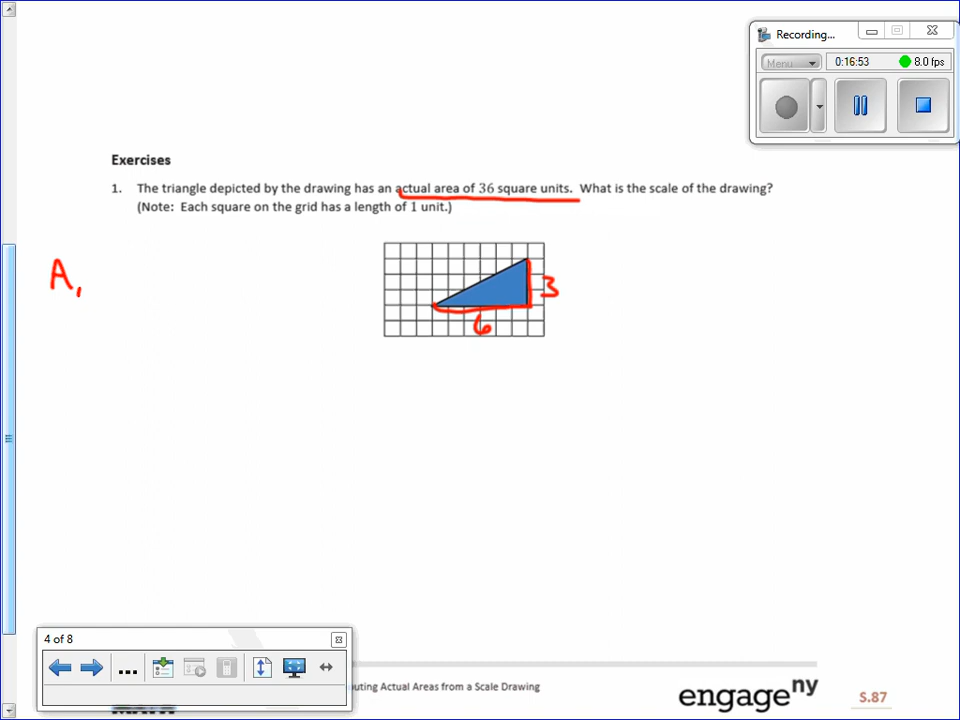 Recording...
Menu
0:16:53
8.0 fps
Exercises
1. The triangle depicted by the drawing has an actual area of 36 square units. What is the scale of the drawing?
(Note: Each square on the grid has a length of 1 unit.)
A,
3
6
4 of 8
uting Actual Areas from a Scale Drawing
engage ny
S.87